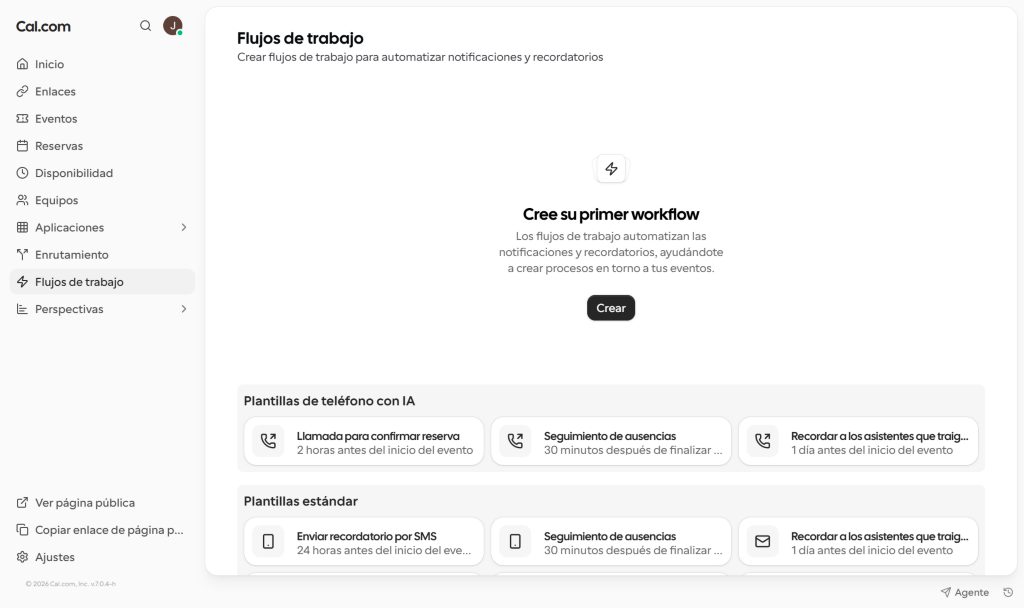 Cal.com
J
Inicio
Enlaces
Eventos
Reservas
Disponibilidad
Equipos
Aplicaciones
Enrutamiento
Flujos de trabajo
Perspectivas
Ver página pública
Copiar enlace de página p...
Ajustes
© 2026 Cal.com, Inc. v.7.0.4-h
Flujos de trabajo
Crear flujos de trabajo para automatizar notificaciones y recordatorios
Cree su primer workflow
Los flujos de trabajo automatizan las
notificaciones y recordatorios, ayudándote
a crear procesos en torno a tus eventos.
Crear
Plantillas de teléfono con IA
Llamada para confirmar reserva
2 horas antes del inicio del evento
Seguimiento de ausencias
30 minutos después de finalizar ...
Recordar a los asistentes que traig...
1 día antes del inicio del evento
Plantillas estándar
Enviar recordatorio por SMS
24 horas antes del inicio del eve...
Seguimiento de ausencias
30 minutos después de finalizar ...
Recordar a los asistentes que traig...
1 día antes del inicio del evento
Agente